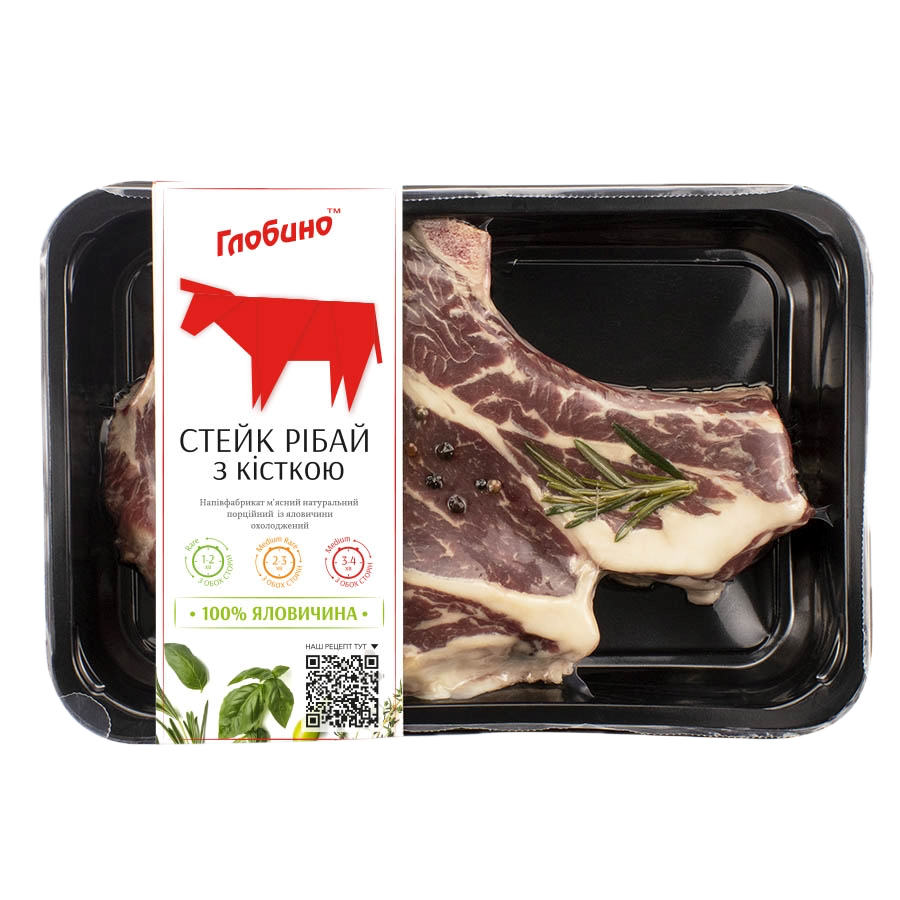 Глобино™
СТЕЙК РІБАЙ
З КІСТКОЮ
Напівфабрикат м'ясний натуральний
порційний із яловичини
охолоджений
Rare
1-2
хв
З ОБОХ СТОРІН
Medium Rare
2-3
хв
З ОБОХ СТОРІН
Medium
3-4
хв
З ОБОХ СТОРІН
• 100% ЯЛОВИЧИНА •
НАШ РЕЦЕПТ ТУТ ▼